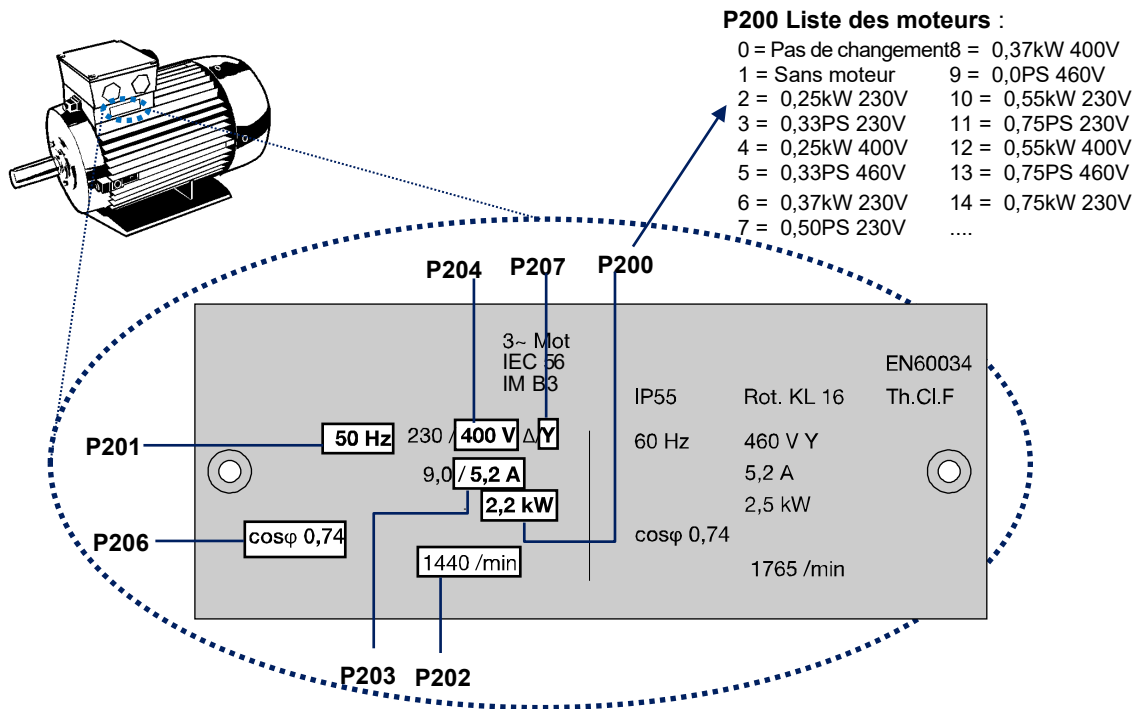 P200 Liste des moteurs :
0 = Pas de changement 8 = 0,37kW 400V
1 = Sans moteur 9 = 0,0PS 460V
2 = 0,25kW 230V 10 = 0,55kW 230V
3 = 0,33PS 230V 11 = 0,75PS 230V
4 = 0,25kW 400V 12 = 0,55kW 400V
5 = 0,33PS 460V 13 = 0,75PS 460V
6 = 0,37kW 230V 14 = 0,75kW 230V
7 = 0,50PS 230V ....
P204 P207 P200
3~ Mot
IEC 56
IM B3
EN60034
IP55 Rot. KL 16 Th.Cl.F
P201 50 Hz 230 / 400 V Δ/Y 60 Hz 460 V Y
9,0 / 5,2 A 5,2 A
2,2 kW 2,5 kW
P206 cosφ 0,74 cosφ 0,74
1440 /min 1765 /min
P203 P202